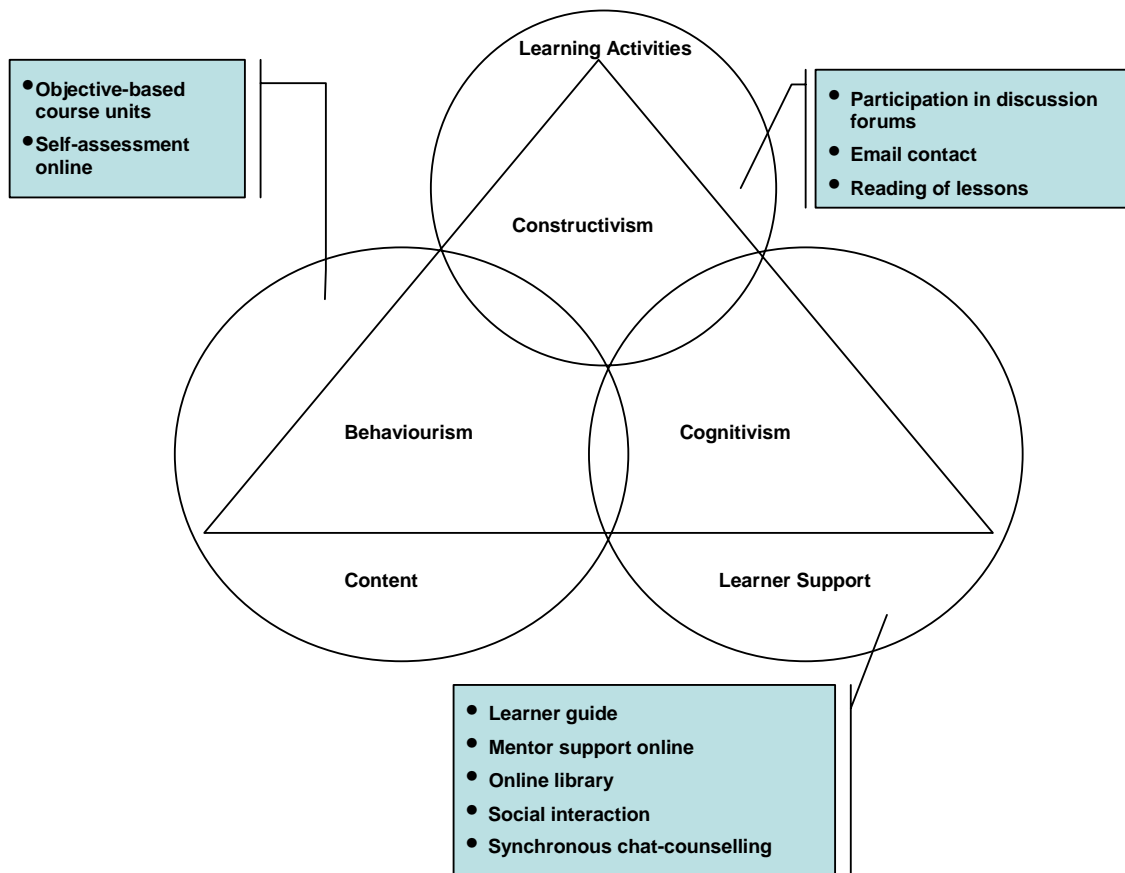 Learning Activities
• Objective-based
course units
• Self-assessment
online
• Participation in discussion
forums
• Email contact
• Reading of lessons
Constructivism
Behaviourism
Cognitivism
Content
Learner Support
• Learner guide
• Mentor support online
• Online library
• Social interaction
• Synchronous chat-counselling